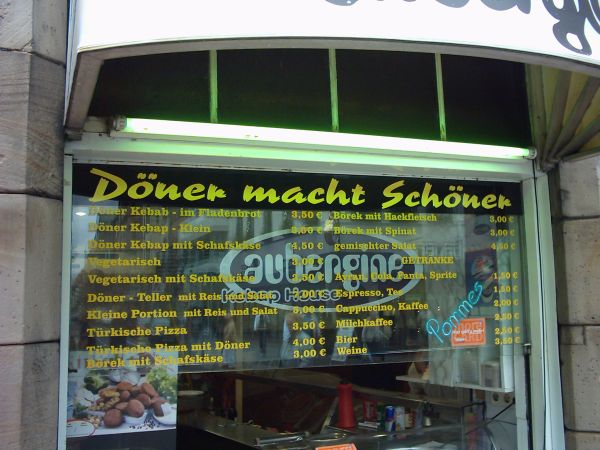 Döner macht Schöner
Döner Kebab - im Fladenbrot 3,50 €
Döner Kebap - Klein
Döner Kebap mit Schafskäse 4,50 €
Vegetarisch
Vegetarisch mit Schafskäse
Döner - Teller mit Reis und Salat
Kleine Portion mit Reis und Salat
Türkische Pizza 3,50 €
Türkische Pizza mit Döner 4,00 €
Börek mit Schafskäse 3,00 €
Börek mit Hackfleisch 3,00 €
Börek mit Spinat 3,00 €
gemischter Salat 4,50 €
GETRÄNKE
Ayran, Cola, Fanta, Sprite 1,50 €
Espresso, Tee 1,50 €
Cappuccino, Kaffee
Milchkaffee
Bier
Weine 3,50 €
aubergine
House
Pommes